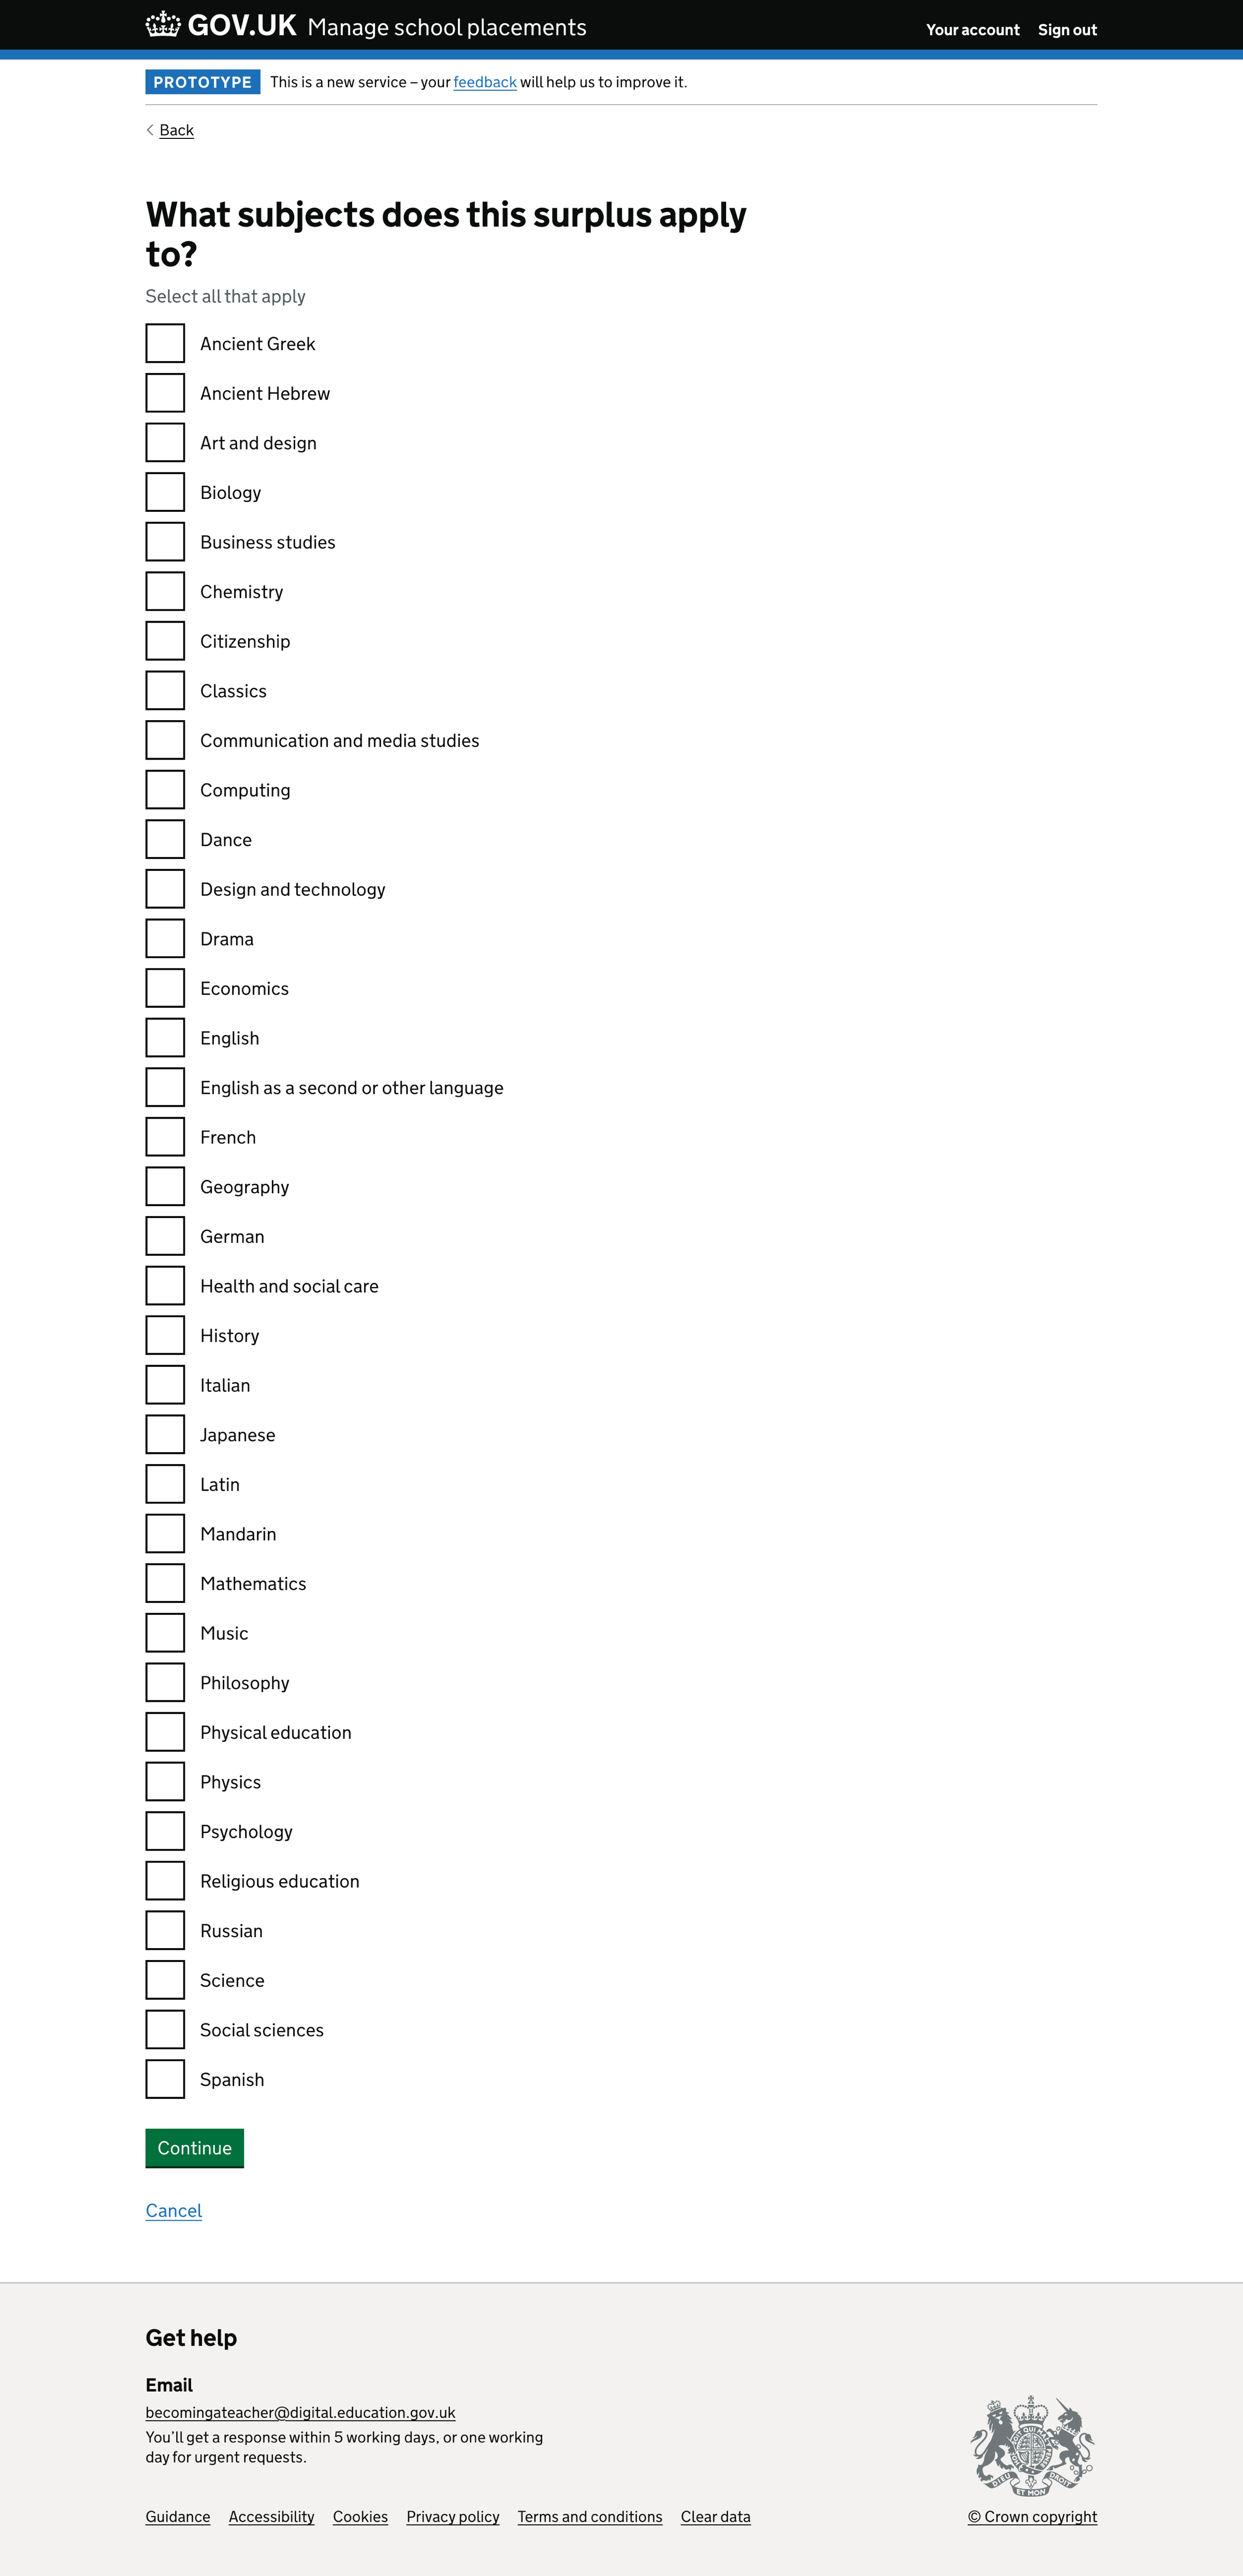 GOV.UK Manage school placements
Your account Sign out
PROTOTYPE This is a new service – your feedback will help us to improve it.
Back
What subjects does this surplus apply
to?
Select all that apply
Ancient Greek
Ancient Hebrew
Art and design
Biology
Business studies
Chemistry
Citizenship
Classics
Communication and media studies
Computing
Dance
Design and technology
Drama
Economics
English
English as a second or other language
French
Geography
German
Health and social care
History
Italian
Japanese
Latin
Mandarin
Mathematics
Music
Philosophy
Physical education
Physics
Psychology
Religious education
Russian
Science
Social sciences
Spanish
Continue
Cancel
Get help
Email
becomingateacher@digital.education.gov.uk
You’ll get a response within 5 working days, or one working
day for urgent requests.
DIEU ET MON DROIT
Guidance Accessibility Cookies Privacy policy Terms and conditions Clear data
© Crown copyright